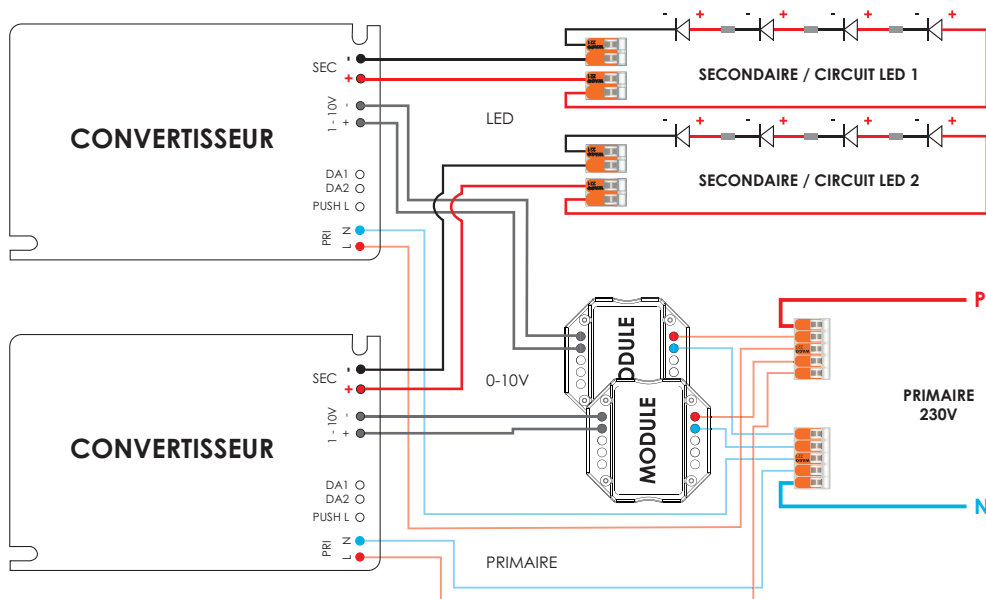 CONVERTISSEUR
SEC
-
+
1 - 10V
-
+
DA1
DA2
PUSH L
PRI
N
L
LED
- + + + +
SECONDAIRE / CIRCUIT LED 1
- + - + - + - +
SECONDAIRE / CIRCUIT LED 2
CONVERTISSEUR
SEC
-
+
1 - 10V
-
+
DA1
DA2
PUSH L
PRI
N
L
0-10V
ODULE
MODULE
P
PRIMAIRE
230V
N
PRIMAIRE